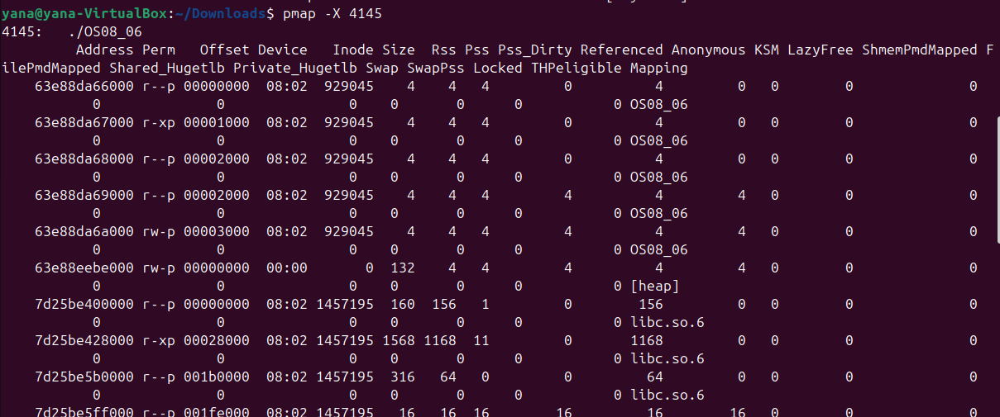 yana@yana-VirtualBox:~/Downloads$ pmap -X 4145
4145:   ./OS08_06
         Address Perm   Offset Device   Inode Size  Rss Pss Pss_Dirty Referenced Anonymous KSM LazyFree ShmemPmdMapped F
ilePmdMapped Shared_Hugetlb Private_Hugetlb Swap SwapPss Locked THPeligible Mapping
    63e88da66000 r--p 00000000  08:02  929045    4    4   4         0          4         0   0        0              0
           0              0               0    0       0      0           0 OS08_06
    63e88da67000 r-xp 00001000  08:02  929045    4    4   4         0          4         0   0        0              0
           0              0               0    0       0      0           0 OS08_06
    63e88da68000 r--p 00002000  08:02  929045    4    4   4         0          4         0   0        0              0
           0              0               0    0       0      0           0 OS08_06
    63e88da69000 r--p 00002000  08:02  929045    4    4   4         4          4         4   0        0              0
           0              0               0    0       0      0           0 OS08_06
    63e88da6a000 rw-p 00003000  08:02  929045    4    4   4         4          4         4   0        0              0
           0              0               0    0       0      0           0 OS08_06
    63e88eebe000 rw-p 00000000  00:00       0  132    4   4         4          4         4   0        0              0
           0              0               0    0       0      0           0 [heap]
    7d25be400000 r--p 00000000  08:02 1457195  160  156   1         0        156         0   0        0              0
           0              0               0    0       0      0           0 libc.so.6
    7d25be428000 r-xp 00028000  08:02 1457195 1568 1168  11         0       1168         0   0        0              0
           0              0               0    0       0      0           0 libc.so.6
    7d25be5b0000 r--p 001b0000  08:02 1457195  316   64   0         0         64         0   0        0              0
           0              0               0    0       0      0           0 libc.so.6
    7d25be5ff000 r--p 001fe000  08:02 1457195   16   16  16        16         16        16   0        0              0